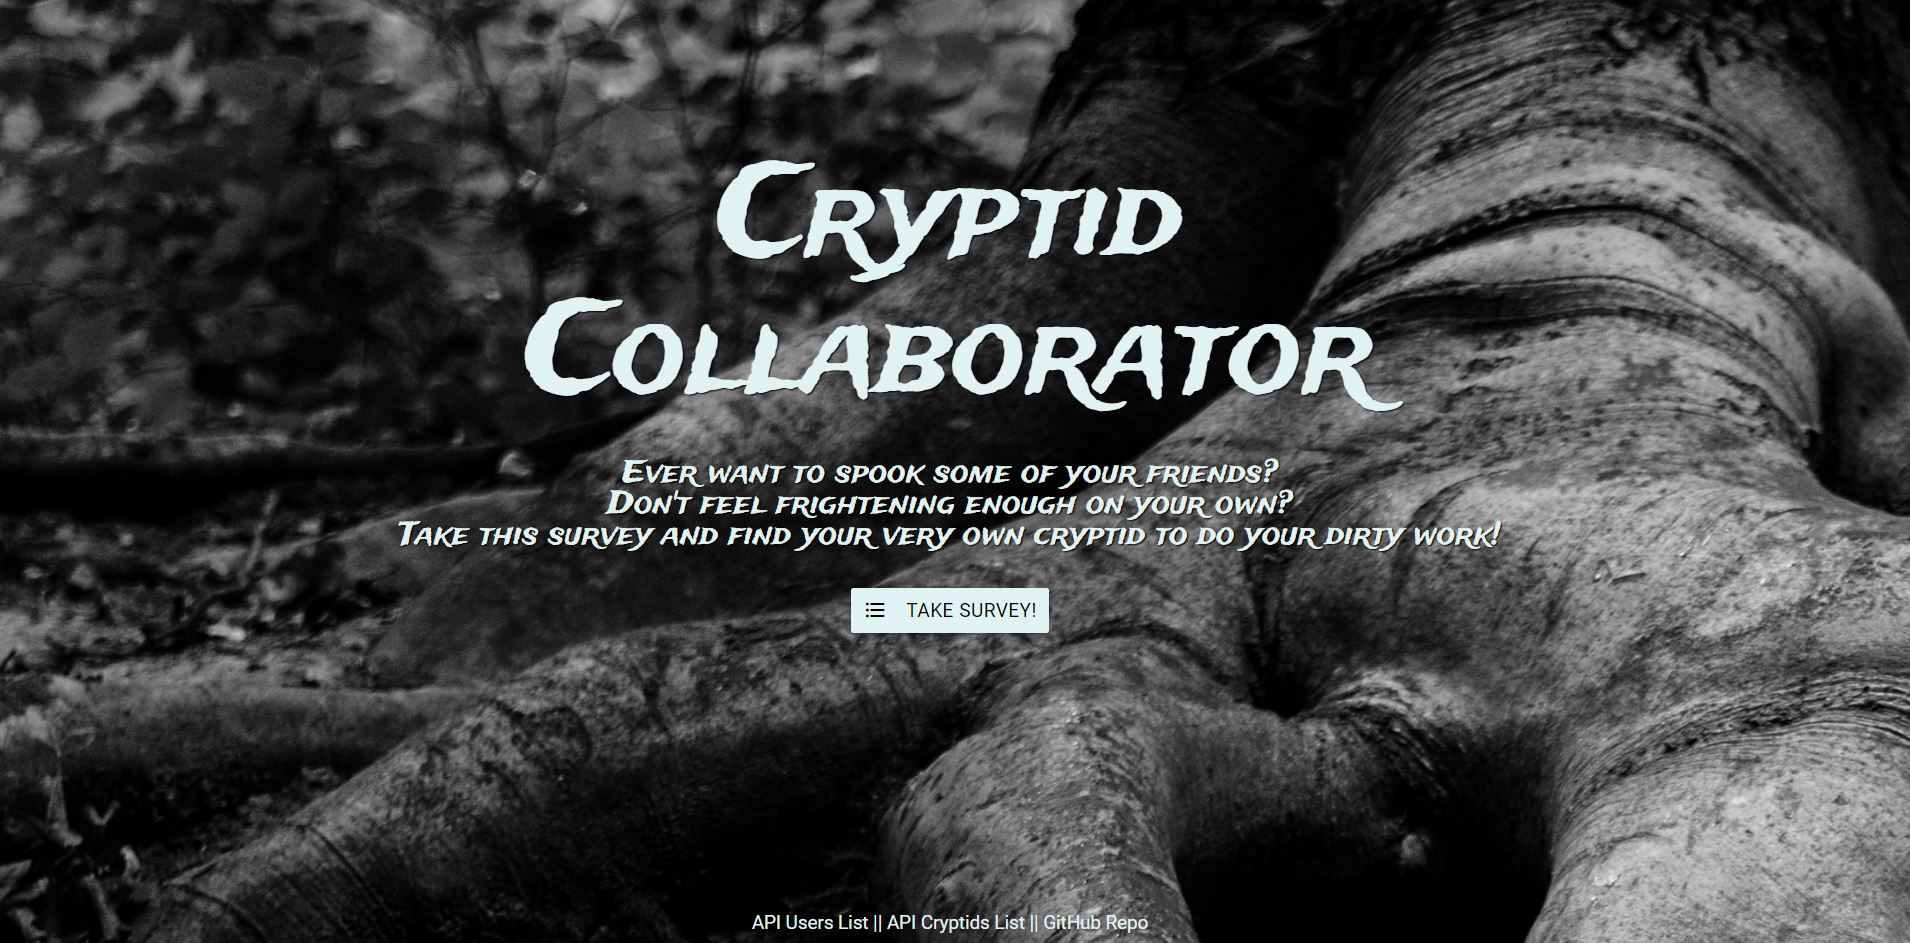 Cryptid
Collaborator
Ever want to spook some of your friends?
Don't feel frightening enough on your own?
Take this survey and find your very own cryptid to do your dirty work!
TAKE SURVEY!
API Users List || API Cryptids List || GitHub Repo